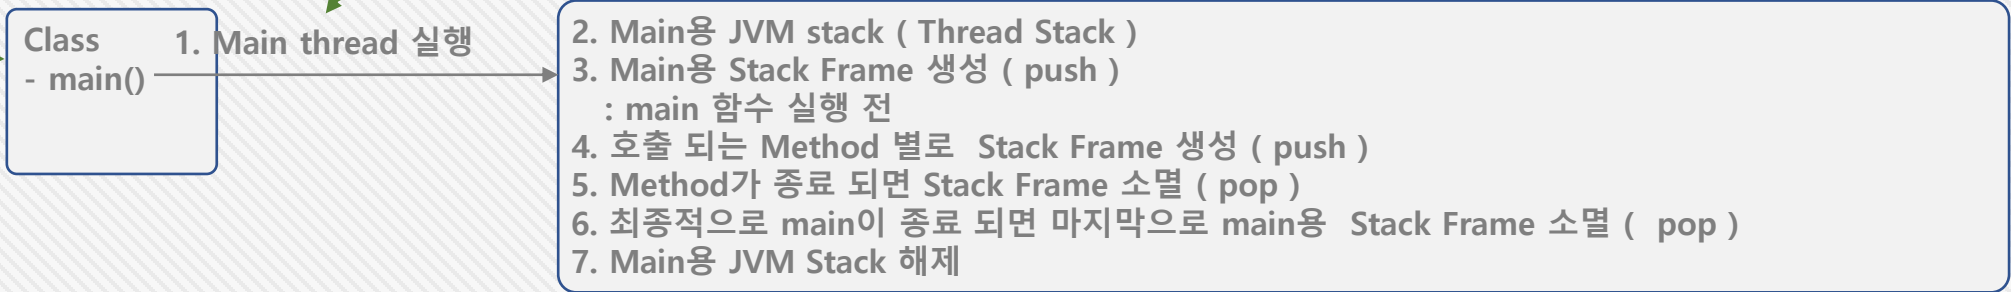 Class
- main()
1. Main thread 실행
2. Main용 JVM stack ( Thread Stack )
3. Main용 Stack Frame 생성 ( push )
: main 함수 실행 전
4. 호출 되는 Method 별로  Stack Frame 생성 ( push )
5. Method가 종료 되면 Stack Frame 소멸 ( pop )
6. 최종적으로 main이 종료 되면 마지막으로 main용  Stack Frame 소멸 (  pop )
7. Main용 JVM Stack 해제